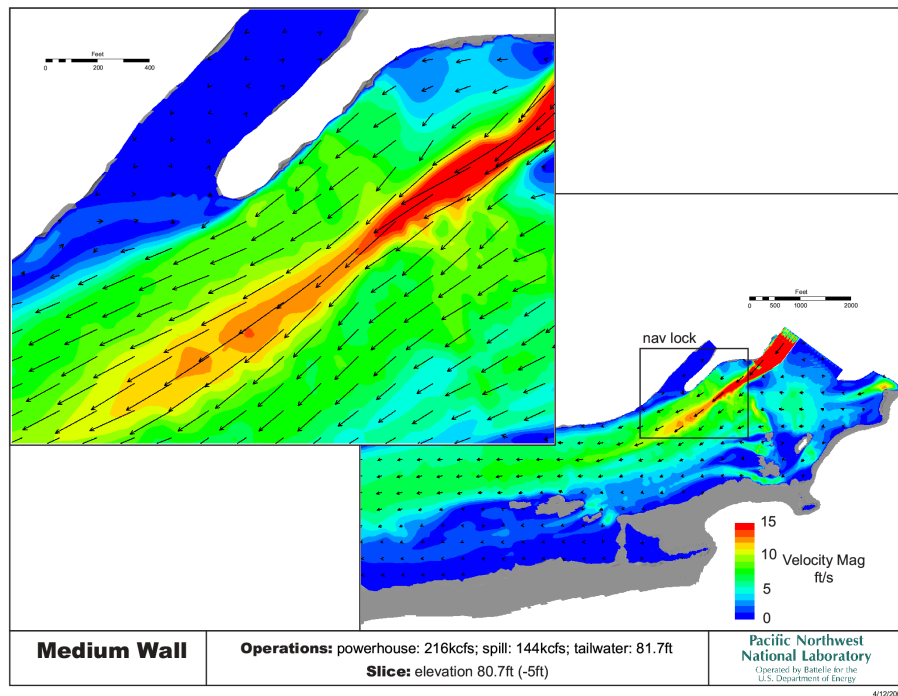 Feet
0 200 400
Feet
0 500 1000 2000
nav lock
15
10
5
0
Velocity Mag
ft/s
Medium Wall
Operations: powerhouse: 216kcfs; spill: 144kcfs; tailwater: 81.7ft
Slice: elevation 80.7ft (-5ft)
Pacific Northwest
National Laboratory
Operated by Battelle for the
U.S. Department of Energy